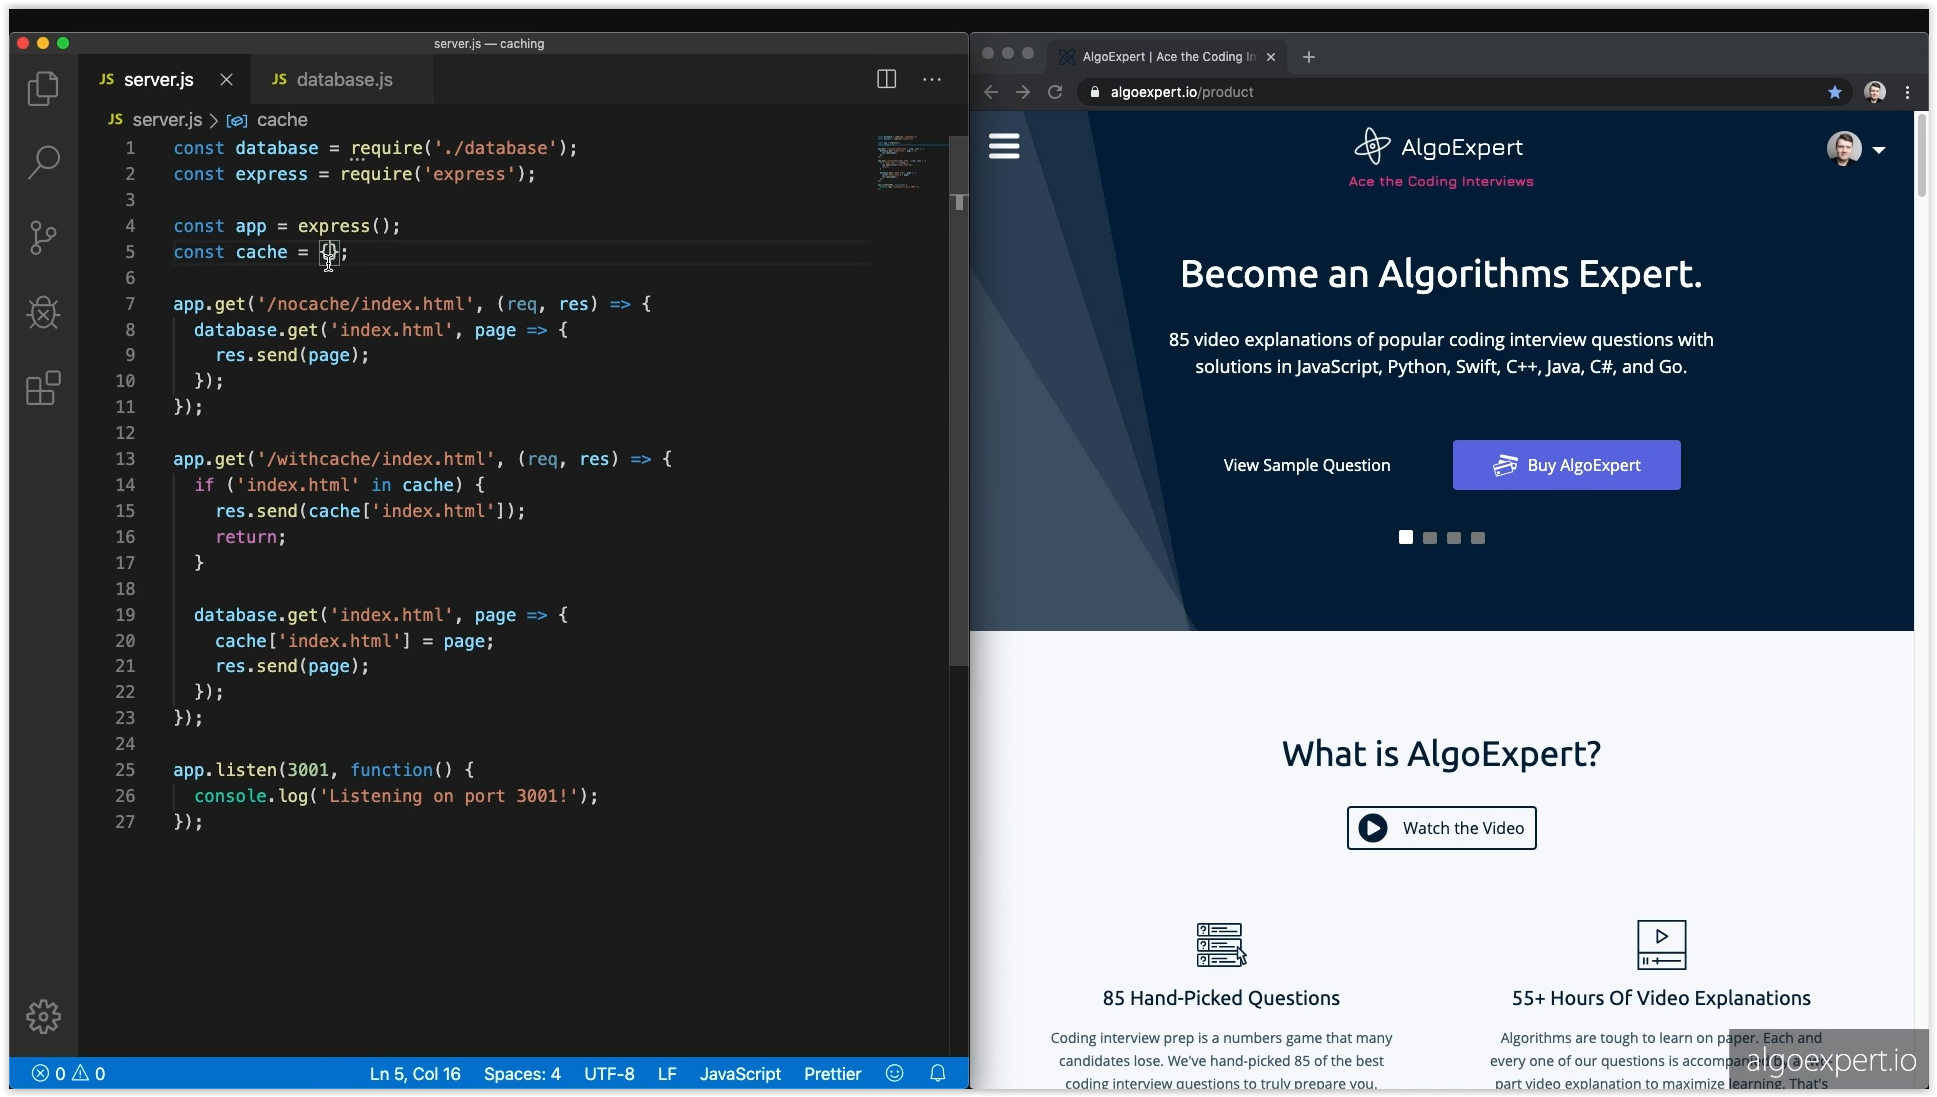 server.js — caching
JS server.js
JS database.js
JS server.js > cache
1 const database = require('./database');
2 const express = require('express');
3
4 const app = express();
5 const cache = {};
6
7 app.get('/nocache/index.html', (req, res) => {
8 database.get('index.html', page => {
9 res.send(page);
10 });
11 });
12
13 app.get('/withcache/index.html', (req, res) => {
14 if ('index.html' in cache) {
15 res.send(cache['index.html']);
16 return;
17 }
18
19 database.get('index.html', page => {
20 cache['index.html'] = page;
21 res.send(page);
22 });
23 });
24
25 app.listen(3001, function() {
26 console.log('Listening on port 3001!');
27 });
0 0 Ln 5, Col 16 Spaces: 4 UTF-8 LF JavaScript Prettier
AlgoExpert | Ace the Coding In
algoexpert.io/product
AlgoExpert
Ace the Coding Interviews
Become an Algorithms Expert.
85 video explanations of popular coding interview questions with
solutions in JavaScript, Python, Swift, C++, Java, C#, and Go.
View Sample Question
Buy AlgoExpert
What is AlgoExpert?
Watch the Video
85 Hand-Picked Questions
Coding interview prep is a numbers game that many
candidates lose. We've hand-picked 85 of the best
coding interview questions to truly prepare you.
55+ Hours Of Video Explanations
Algorithms are tough to learn on paper. Each and
every one of our questions is accompanied by a
part video explanation to maximize learning. That's
algoexpert.io